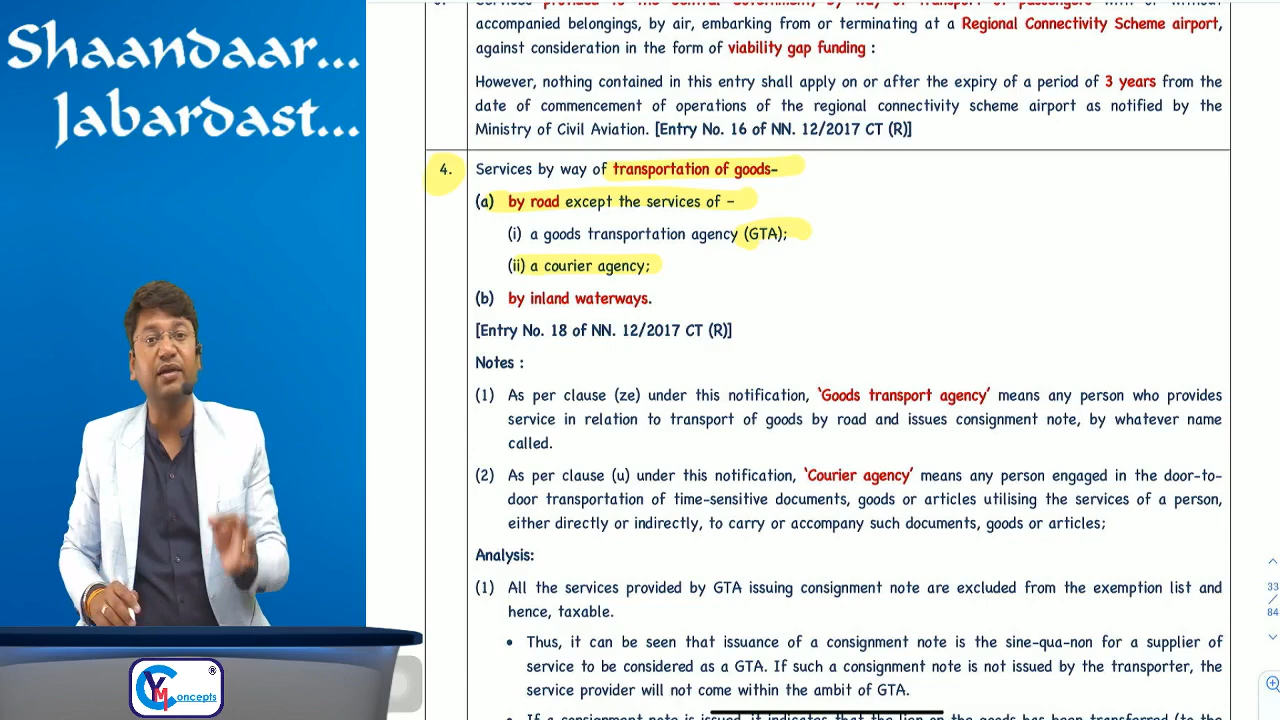 Shaandaar...
Jabardast...
accompanied belongings, by air, embarking from or terminating at a Regional Connectivity Scheme airport,
against consideration in the form of viability gap funding :
However, nothing contained in this entry shall apply on or after the expiry of a period of 3 years from the
date of commencement of operations of the regional connectivity scheme airport as notified by the
Ministry of Civil Aviation. [Entry No. 16 of NN. 12/2017 CT (R)]
4. Services by way of transportation of goods-
(a) by road except the services of –
(i) a goods transportation agency (GTA);
(ii) a courier agency;
(b) by inland waterways.
[Entry No. 18 of NN. 12/2017 CT (R)]
Notes :
(1) As per clause (ze) under this notification, 'Goods transport agency' means any person who provides
service in relation to transport of goods by road and issues consignment note, by whatever name
called.
(2) As per clause (u) under this notification, 'Courier agency' means any person engaged in the door-to-
door transportation of time-sensitive documents, goods or articles utilising the services of a person,
either directly or indirectly, to carry or accompany such documents, goods or articles;
Analysis:
(1) All the services provided by GTA issuing consignment note are excluded from the exemption list and
hence, taxable.
• Thus, it can be seen that issuance of a consignment note is the sine-qua-non for a supplier of
service to be considered as a GTA. If such a consignment note is not issued by the transporter, the
service provider will not come within the ambit of GTA.
33
/
84
YM Concepts ®